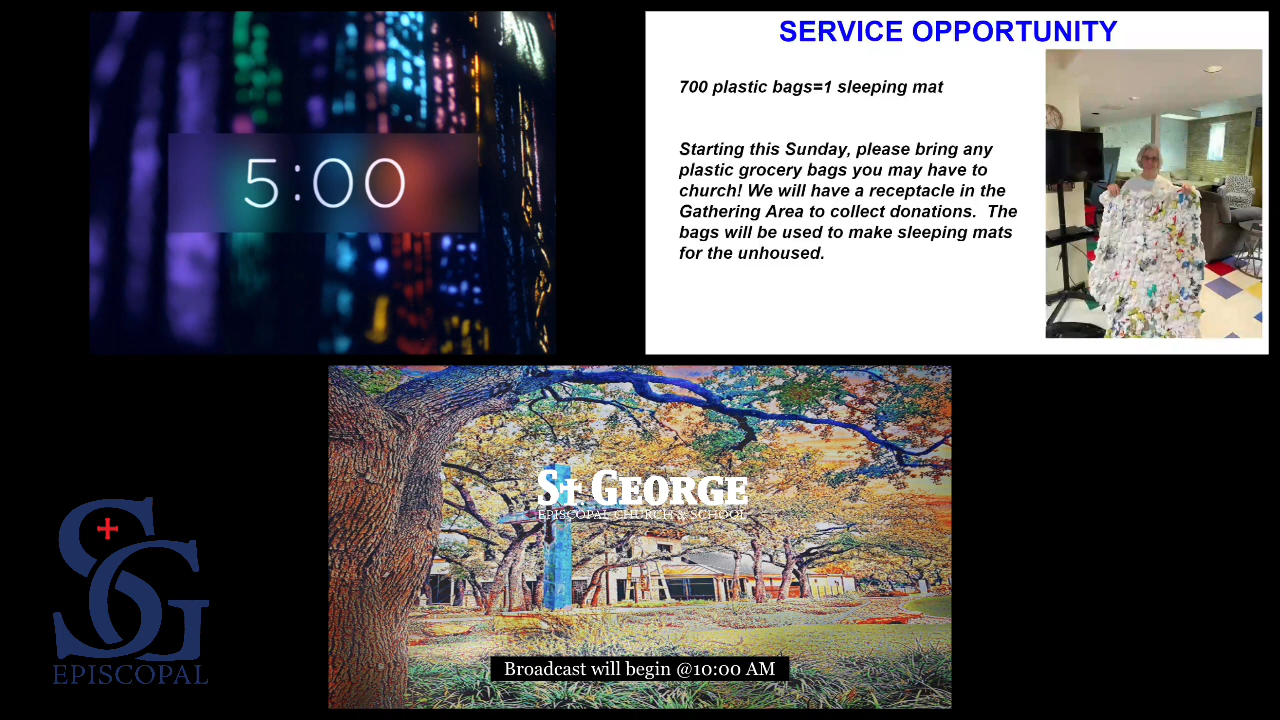 5:00
SERVICE OPPORTUNITY
700 plastic bags=1 sleeping mat
Starting this Sunday, please bring any
plastic grocery bags you may have to
church! We will have a receptacle in the
Gathering Area to collect donations.  The
bags will be used to make sleeping mats
for the unhoused.
St GEORGE
EPISCOPAL CHURCH & SCHOOL
Broadcast will begin @10:00 AM
SG
EPISCOPAL